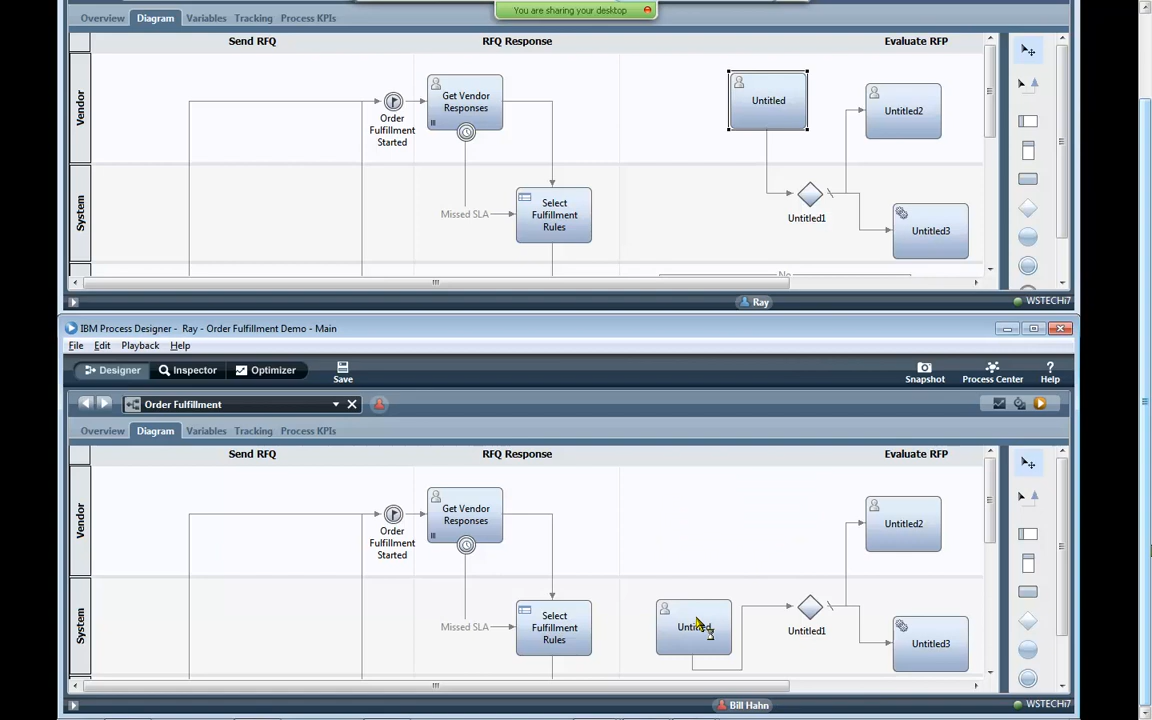 You are sharing your desktop
Overview Diagram Variables Tracking Process KPIs
Send RFQ RFQ Response Evaluate RFP
Vendor
Get Vendor
Responses
Order
Fulfillment
Started
Untitled
Untitled2
System
Missed SLA
Select
Fulfillment
Rules
Untitled1
Untitled3
No
Ray
WSTECHi7
IBM Process Designer - Ray - Order Fulfillment Demo - Main
File Edit Playback Help
Designer Inspector Optimizer
Save
Snapshot Process Center Help
Order Fulfillment
Overview Diagram Variables Tracking Process KPIs
Send RFQ RFQ Response Evaluate RFP
Vendor
Get Vendor
Responses
Order
Fulfillment
Started
Untitled2
System
Missed SLA
Select
Fulfillment
Rules
Untitled
Untitled1
Untitled3
Bill Hahn
WSTECHi7